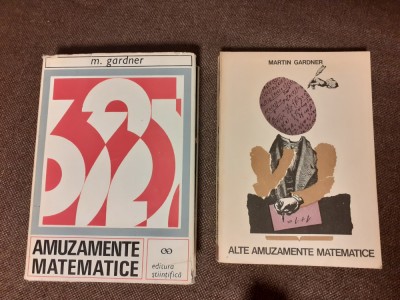 m. gardner
AMUZAMENTE
MATEMATICE
editura
științifică
MARTIN GARDNER
ALTE AMUZAMENTE MATEMATICE